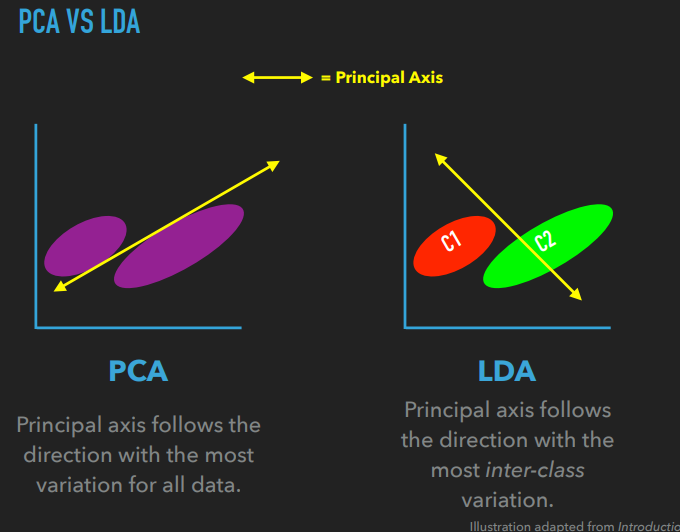 PCA VS LDA
= Principal Axis
C1
C2
PCA
Principal axis follows the
direction with the most
variation for all data.
LDA
Principal axis follows
the direction with the
most inter-class
variation.
Illustration adapted from Introductio